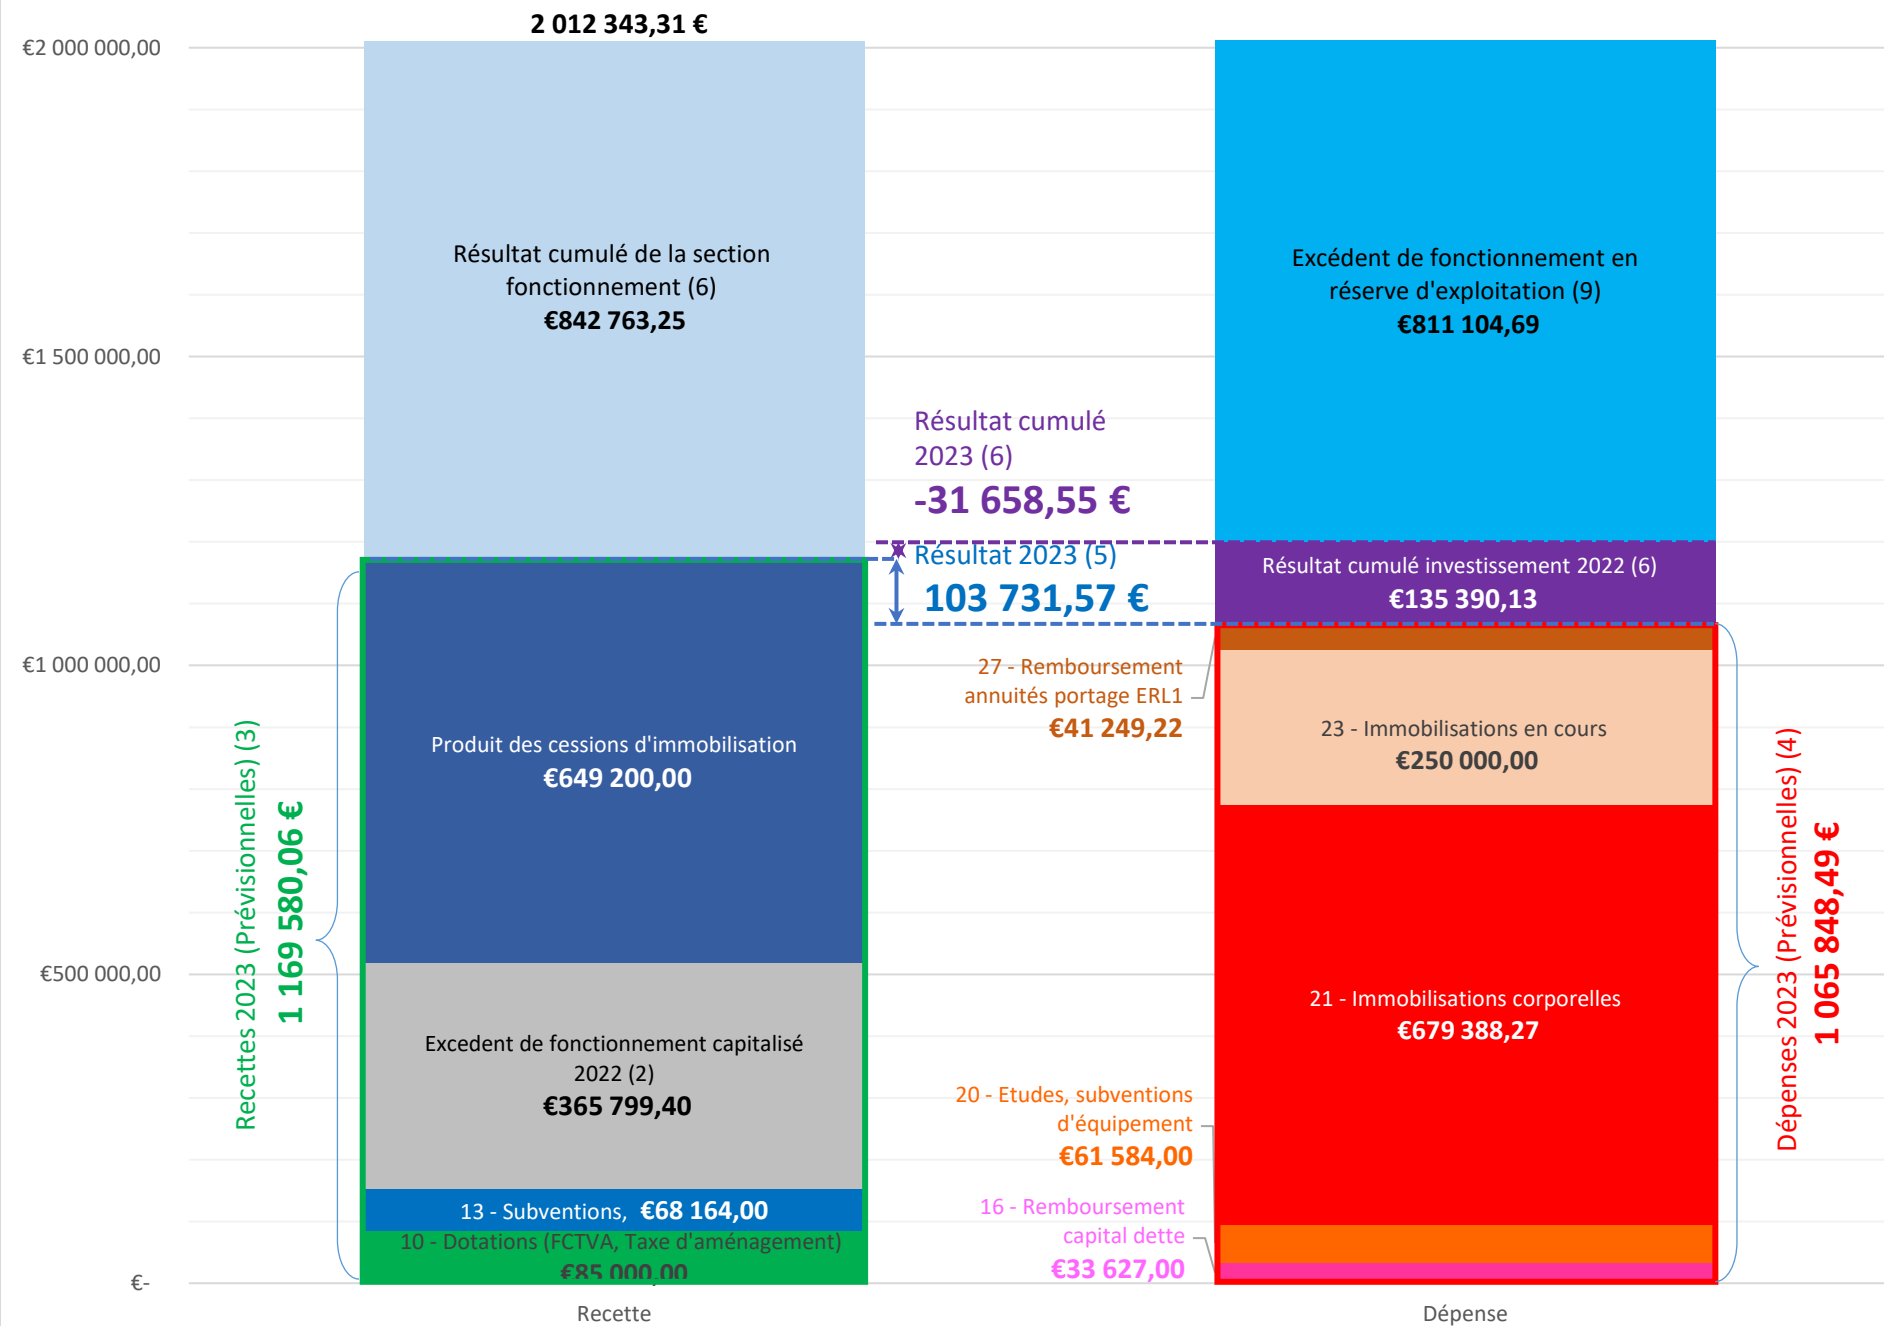 2 012 343,31 €
€2 000 000,00
€1 500 000,00
€1 000 000,00
€500 000,00
€-
Recettes 2023 (Prévisionnelles) (3)
1 169 580,06 €
Résultat cumulé de la section
fonctionnement (6)
€842 763,25
Produit des cessions d'immobilisation
€649 200,00
Excedent de fonctionnement capitalisé
2022 (2)
€365 799,40
13 - Subventions, €68 164,00
10 - Dotations (FCTVA, Taxe d'aménagement)
€85 000,00
Recette
Résultat cumulé
2023 (6)
-31 658,55 €
Résultat 2023 (5)
103 731,57 €
27 - Remboursement
annuités portage ERL1
€41 249,22
20 - Etudes, subventions
d'équipement
€61 584,00
16 - Remboursement
capital dette
€33 627,00
Excédent de fonctionnement en
réserve d'exploitation (9)
€811 104,69
Résultat cumulé investissement 2022 (6)
€135 390,13
23 - Immobilisations en cours
€250 000,00
21 - Immobilisations corporelles
€679 388,27
Dépense
Dépenses 2023 (Prévisionnelles) (4)
1 065 848,49 €